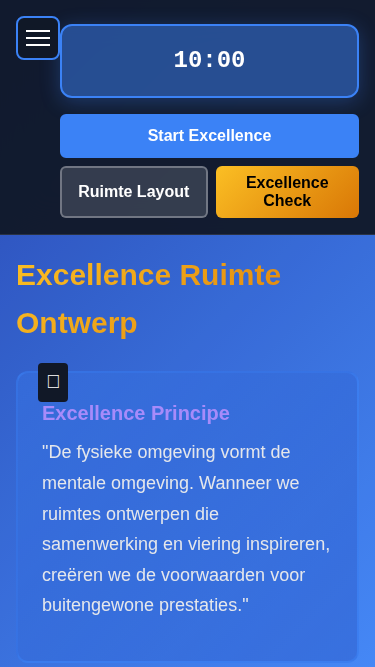 10:00
Start Excellence
Ruimte Layout
Excellence
Check
Excellence Ruimte
Ontwerp
Excellence Principe
"De fysieke omgeving vormt de
mentale omgeving. Wanneer we
ruimtes ontwerpen die
samenwerking en viering inspireren,
creëren we de voorwaarden voor
buitengewone prestaties."